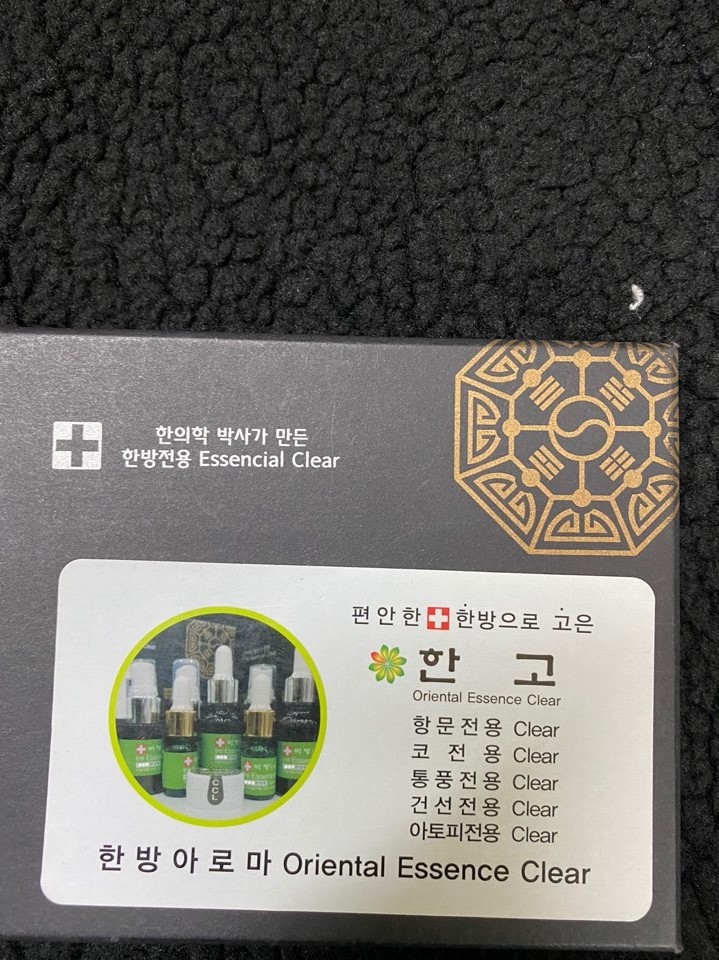 한의학 박사가 만든
한방전용 Essencial Clear
편안한 한방으로 고은
한 고
Oriental Essence Clear
항문전용 Clear
코 전용 Clear
통풍전용 Clear
건선전용 Clear
아토피전용 Clear
CCL
한방아로마 Oriental Essence Clear